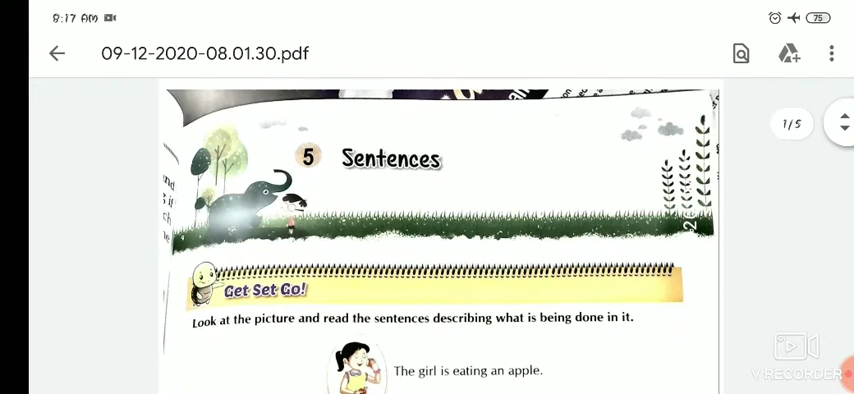 8:17 AM
75
09-12-2020-08.01.30.pdf
1/5
5 Sentences
Get Set Go!
Look at the picture and read the sentences describing what is being done in it.
The girl is eating an apple.
V-RECORDER